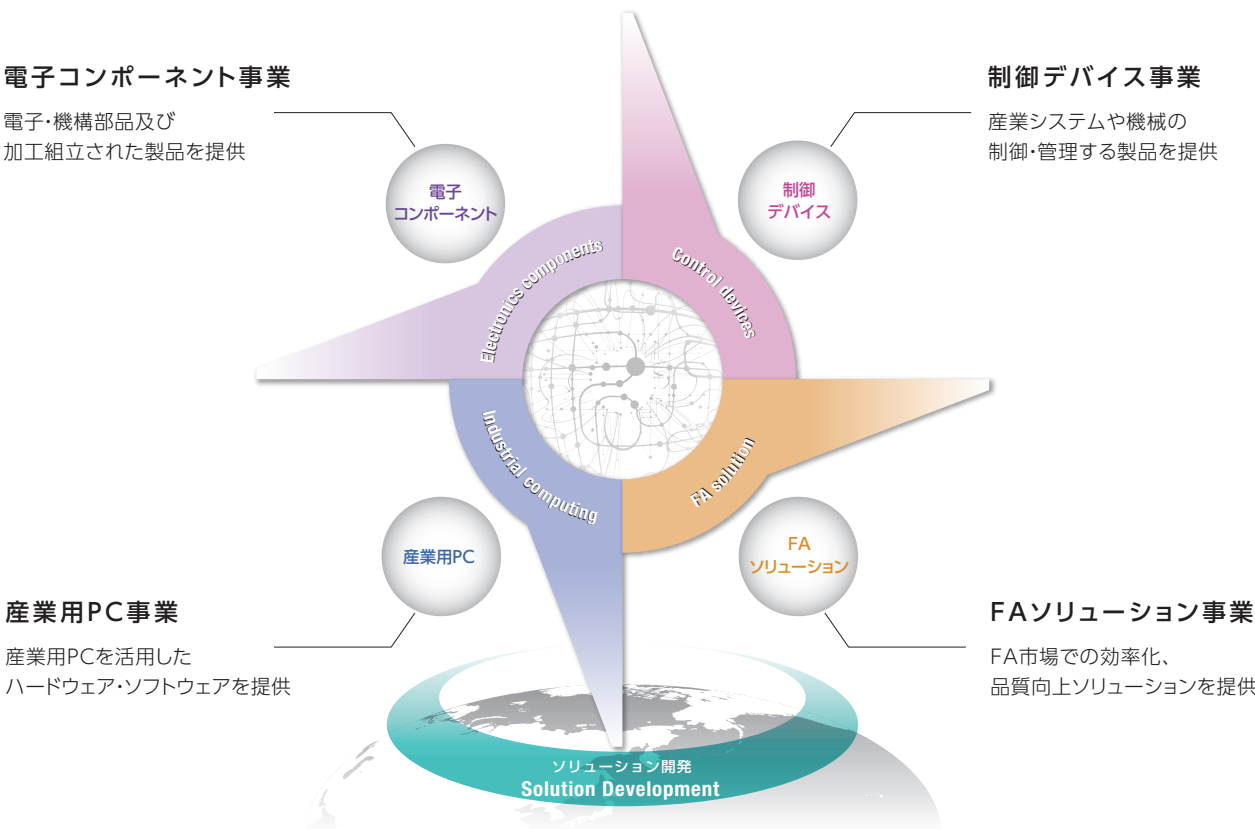 電子コンポーネント事業
電子・機構部品及び
加工組立された製品を提供
制御デバイス事業
産業システムや機械の
制御・管理する製品を提供
電子
コンポーネント
制御
デバイス
Electronics components
Control devices
Industrial computing
FA solution
産業用PC
FA
ソリューション
産業用PC事業
産業用PCを活用した
ハードウェア・ソフトウェアを提供
FAソリューション事業
FA市場での効率化、
品質向上ソリューションを提供
ソリューション開発
Solution Development